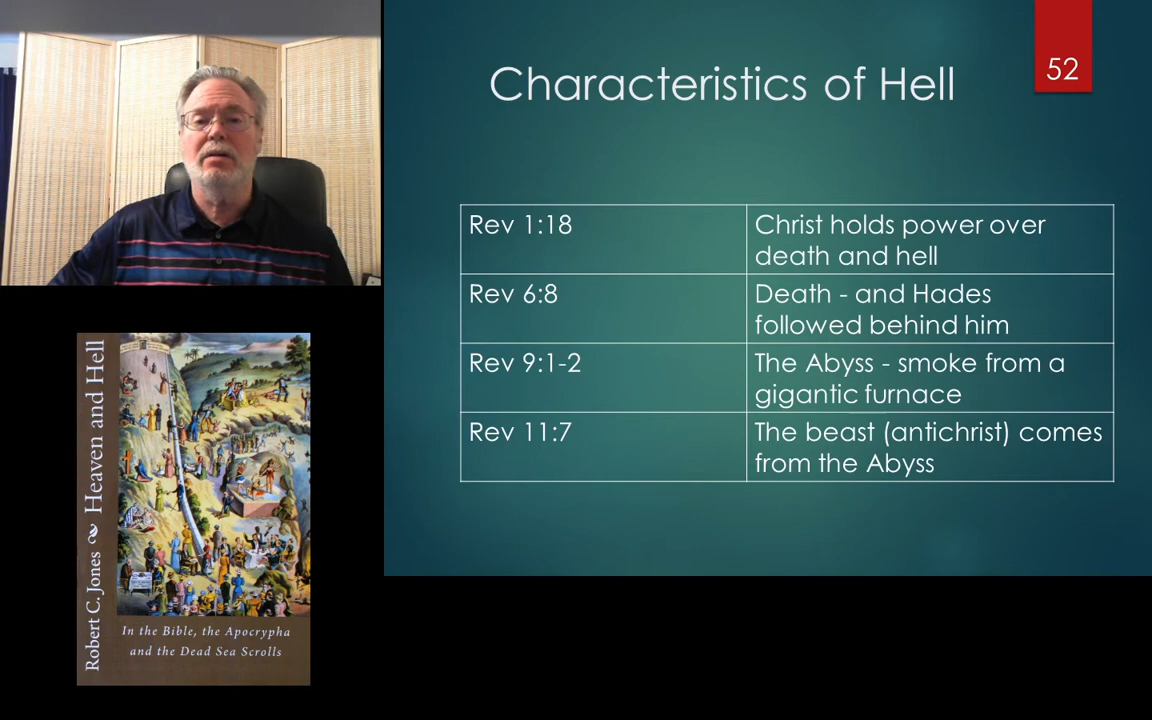 Characteristics of Hell
52
Rev 1:18
Christ holds power over
death and hell
Rev 6:8
Death - and Hades
followed behind him
Rev 9:1-2
The Abyss - smoke from a
gigantic furnace
Rev 11:7
The beast (antichrist) comes
from the Abyss
Robert C. Jones Heaven and Hell
In the Bible, the Apocrypha
and the Dead Sea Scrolls